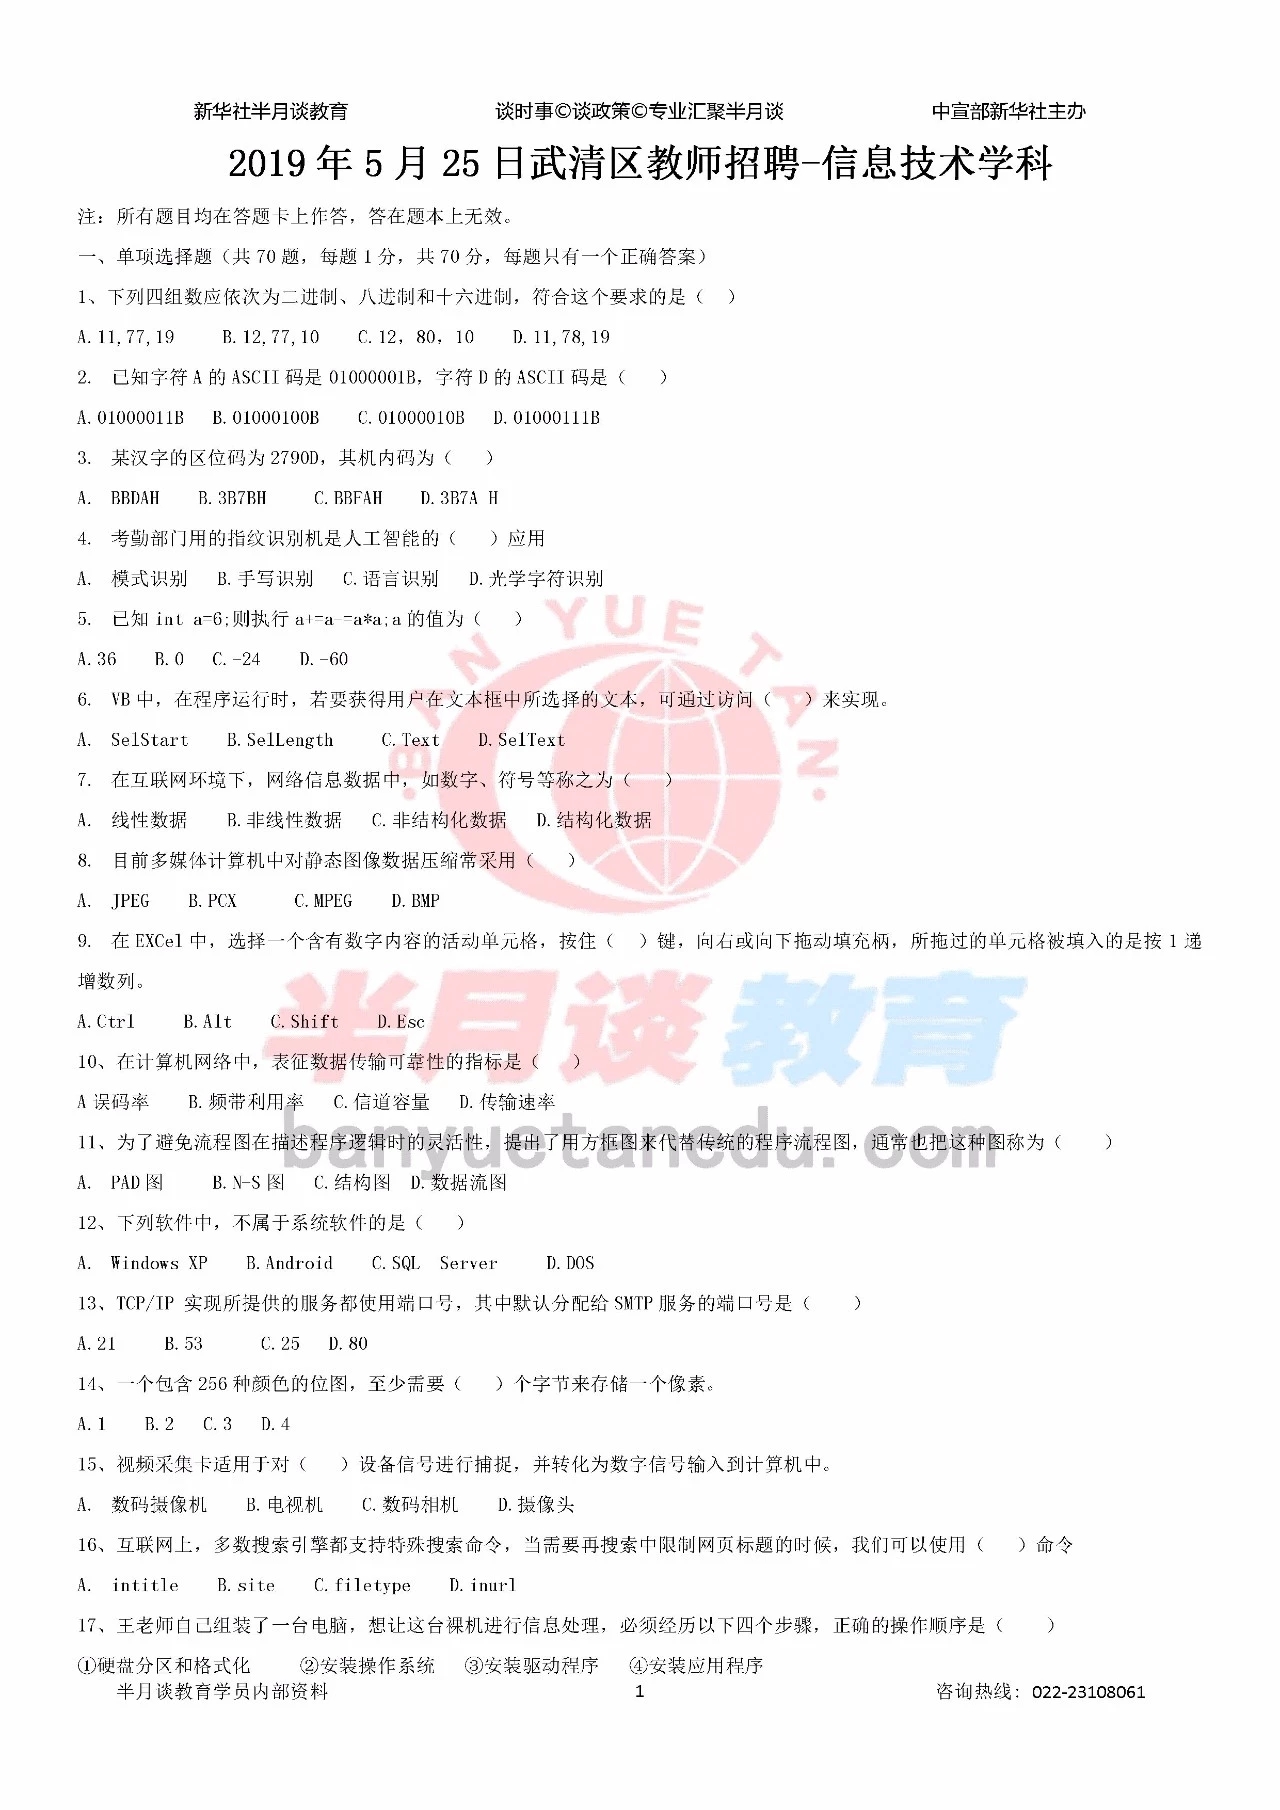 新华社半月谈教育 谈时事©谈政策©专业汇聚半月谈 中宣部新华社主办
2019 年 5 月 25 日武清区教师招聘-信息技术学科
注：所有题目均在答题卡上作答，答在题本上无效。
一、单项选择题（共 70 题，每题 1 分，共 70 分，每题只有一个正确答案）
1、下列四组数应依次为二进制、八进制和十六进制，符合这个要求的是（ ）
A.11,77,19 B.12,77,10 C.12，80，10 D.11,78,19
2. 已知字符 A 的 ASCII 码是 01000001B，字符 D 的 ASCII 码是（ ）
A.01000011B B.01000100B C.01000010B D.01000111B
3. 某汉字的区位码为 2790D，其机内码为（ ）
A. BBDAH B.3B7BH C.BBFAH D.3B7A H
4. 考勤部门用的指纹识别机是人工智能的（ ）应用
A. 模式识别 B.手写识别 C.语言识别 D.光学字符识别
5. 已知 int a=6;则执行 a+=a-=a*a;a 的值为（ ）
A.36 B.0 C.-24 D.-60
6. VB 中，在程序运行时，若要获得用户在文本框中所选择的文本，可通过访问（ ）来实现。
A. SelStart B.SelLength C.Text D.SelText
7. 在互联网环境下，网络信息数据中，如数字、符号等称之为（ ）
A. 线性数据 B.非线性数据 C.非结构化数据 D.结构化数据
8. 目前多媒体计算机中对静态图像数据压缩常采用（ ）
A. JPEG B.PCX C.MPEG D.BMP
9. 在 EXCel 中，选择一个含有数字内容的活动单元格，按住（ ）键，向右或向下拖动填充柄，所拖过的单元格被填入的是按 1 递
增数列。
A.Ctrl B.Alt C.Shift D.Esc
10、在计算机网络中，表征数据传输可靠性的指标是（ ）
A 误码率 B.频带利用率 C.信道容量 D.传输速率
11、为了避免流程图在描述程序逻辑时的灵活性，提出了用方框图来代替传统的程序流程图，通常也把这种图称为（ ）
A. PAD 图 B.N-S 图 C.结构图 D.数据流图
12、下列软件中，不属于系统软件的是（ ）
A. Windows XP B.Android C.SQL Server D.DOS
13、TCP/IP 实现所提供的服务都使用端口号，其中默认分配给 SMTP 服务的端口号是（ ）
A.21 B.53 C.25 D.80
14、一个包含 256 种颜色的位图，至少需要（ ）个字节来存储一个像素。
A.1 B.2 C.3 D.4
15、视频采集卡适用于对（ ）设备信号进行捕捉，并转化为数字信号输入到计算机中。
A. 数码摄像机 B.电视机 C.数码相机 D.摄像头
16、互联网上，多数搜索引擎都支持特殊搜索命令，当需要再搜索中限制网页标题的时候，我们可以使用（ ）命令
A. intitle B.site C.filetype D.inurl
17、王老师自己组装了一台电脑，想让这台裸机进行信息处理，必须经历以下四个步骤，正确的操作顺序是（ ）
①硬盘分区和格式化 ②安装操作系统 ③安装驱动程序 ④安装应用程序
半月谈教育学员内部资料 1 咨询热线：022-23108061
BAN YUE TAN
半月谈教育
banyuetanedu.com